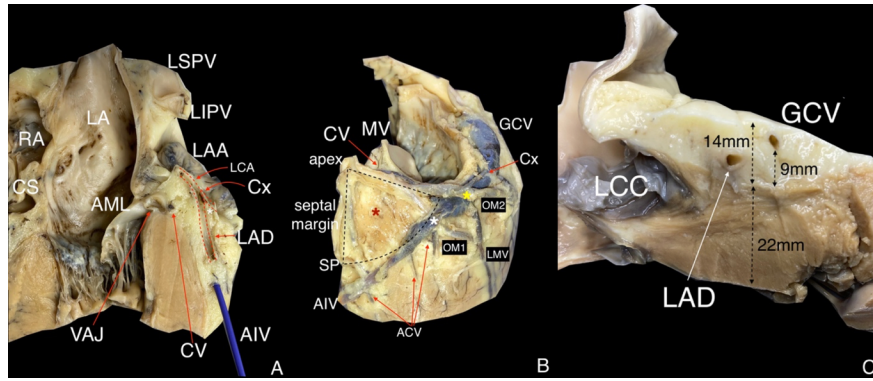 LSPV
LIPV
RA
LA
LAA
LCA
CS
Cx
AML
LAD
VAJ
CV
AIV
A
CV
MV
GCV
apex
Cx
septal
margin
*
*
*
OM2
OM1
SP
LMV
AIV
ACV
B
GCV
14mm
9mm
LCC
22mm
LAD
C